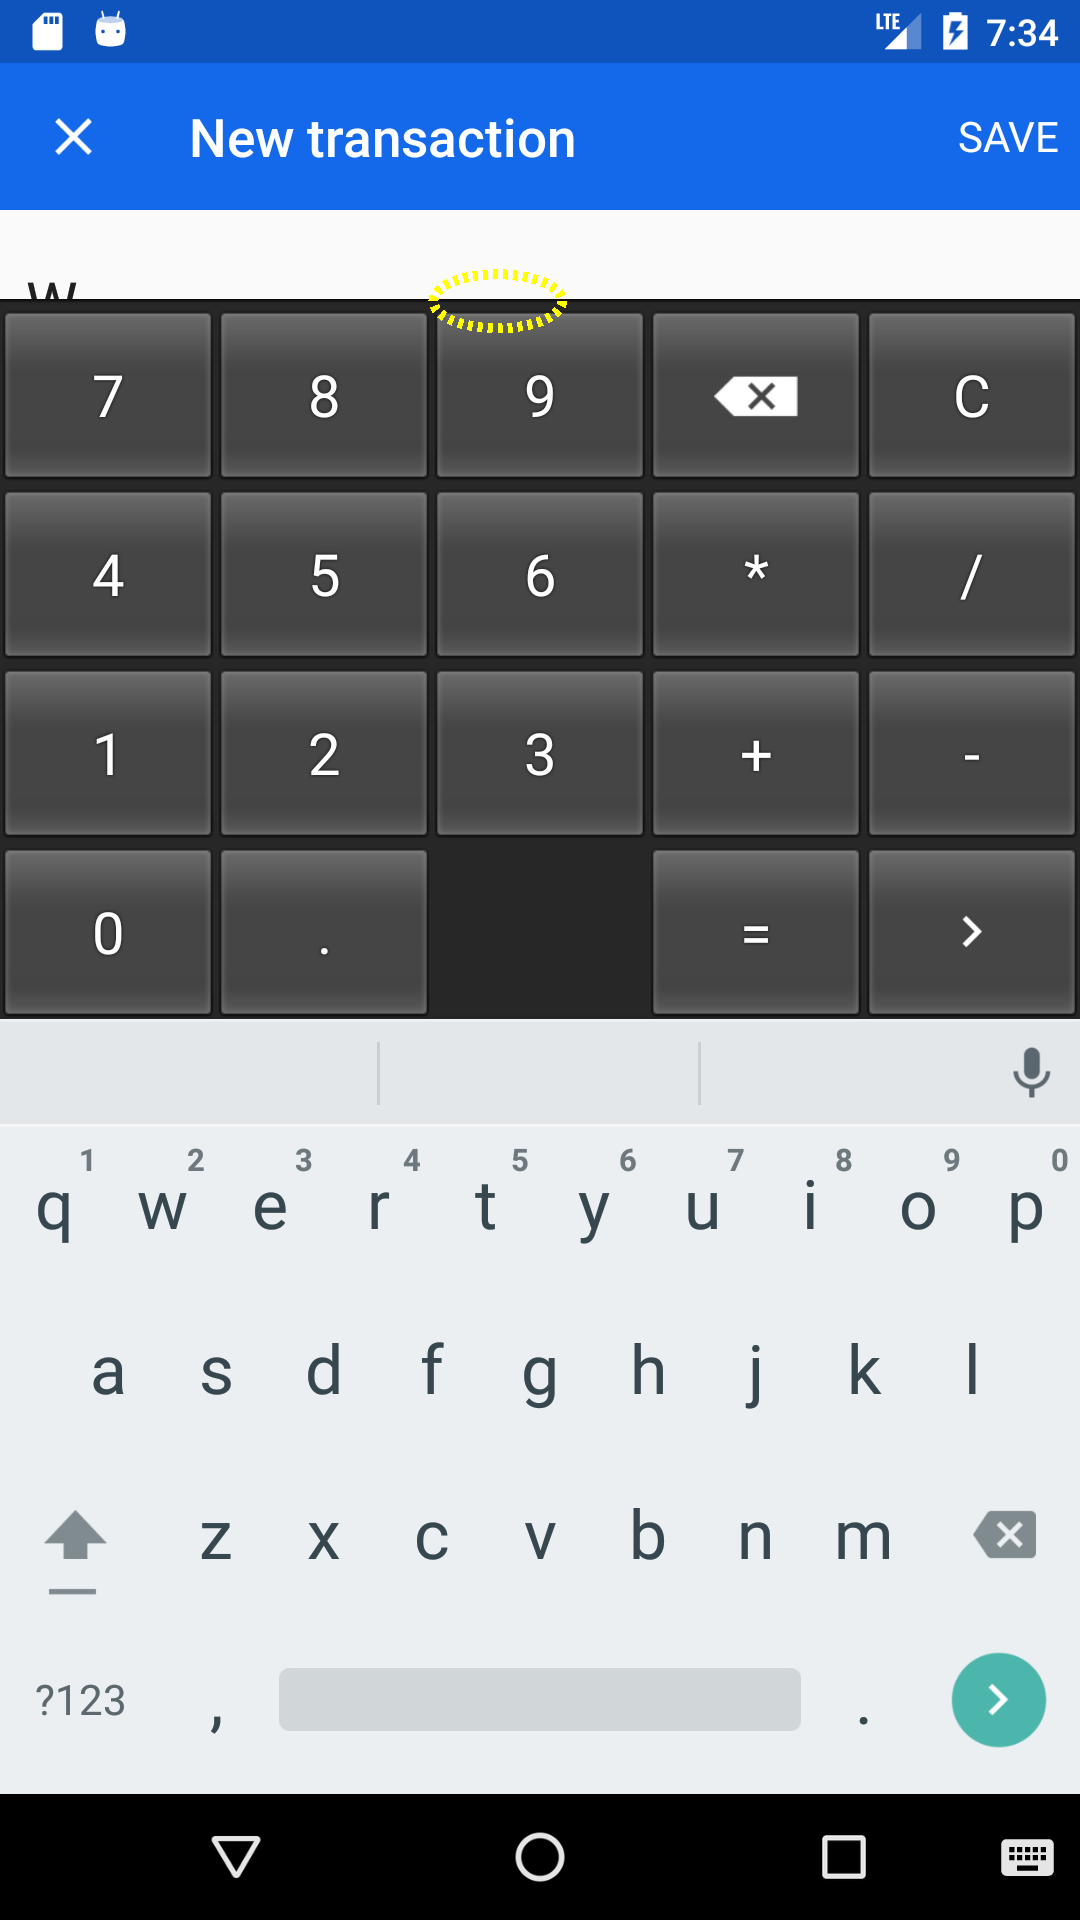 LTE 7:34
New transaction SAVE
w
7 8 9 C
4 5 6 * /
1 2 3 + -
0 . = >
1 2 3 4 5 6 7 8 9 0
q w e r t y u i o p
a s d f g h j k l
z x c v b n m
?123 , .